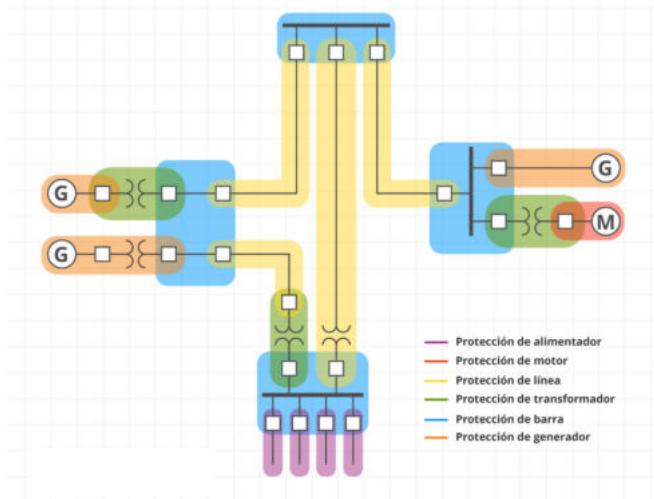 G
G
G
M
Protección de alimentador
Protección de motor
Protección de línea
Protección de transformador
Protección de barra
Protección de generador